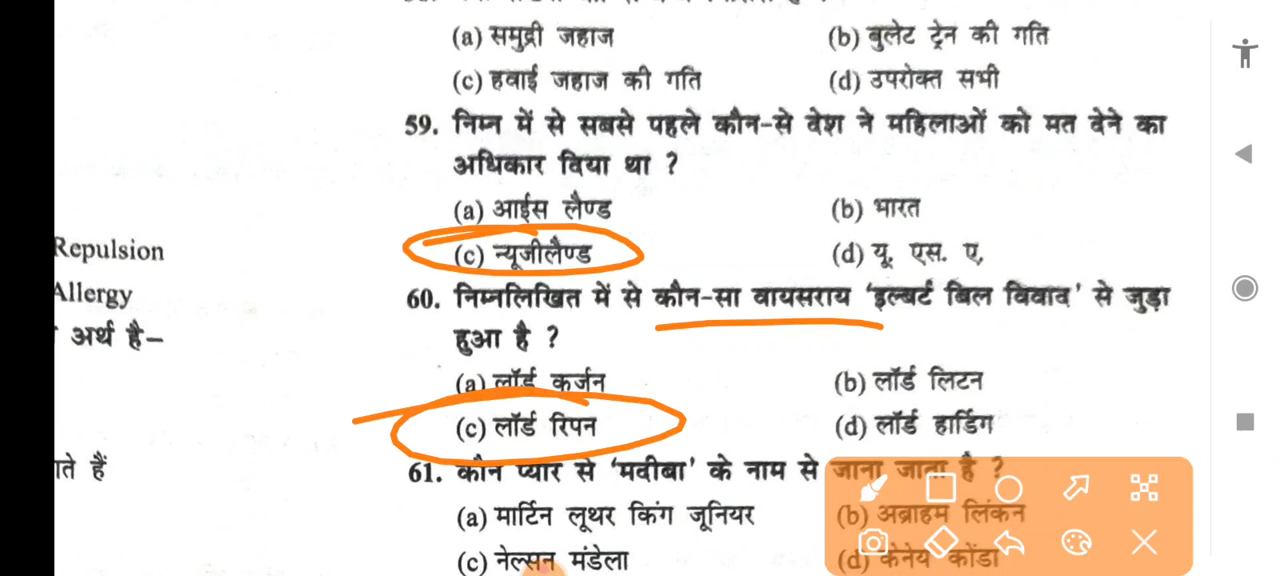 (a) समुद्री जहाज (b) बुलेट ट्रेन की गति
(c) हवाई जहाज की गति (d) उपरोक्त सभी
59. निम्न में से सबसे पहले कौन-से देश ने महिलाओं को मत देने का
अधिकार दिया था ?
(a) आईस लैण्ड (b) भारत
(c) न्यूजीलैण्ड (d) यू. एस. ए.
60. निम्नलिखित में से कौन-सा वायसराय 'इल्बर्ट बिल विवाद' से जुड़ा
हुआ है ?
(a) लॉर्ड कर्जन (b) लॉर्ड लिटन
(c) लॉर्ड रिपन (d) लॉर्ड हार्डिंग
61. कौन प्यार से 'मदीबा' के नाम से जाना जाता है ?
(a) मार्टिन लूथर किंग जूनियर (b) अब्राहम लिंकन
(c) नेल्सन मंडेला (d) केनेथ कोंडा
Repulsion
Allergy
अर्थ है–
ाते हैं